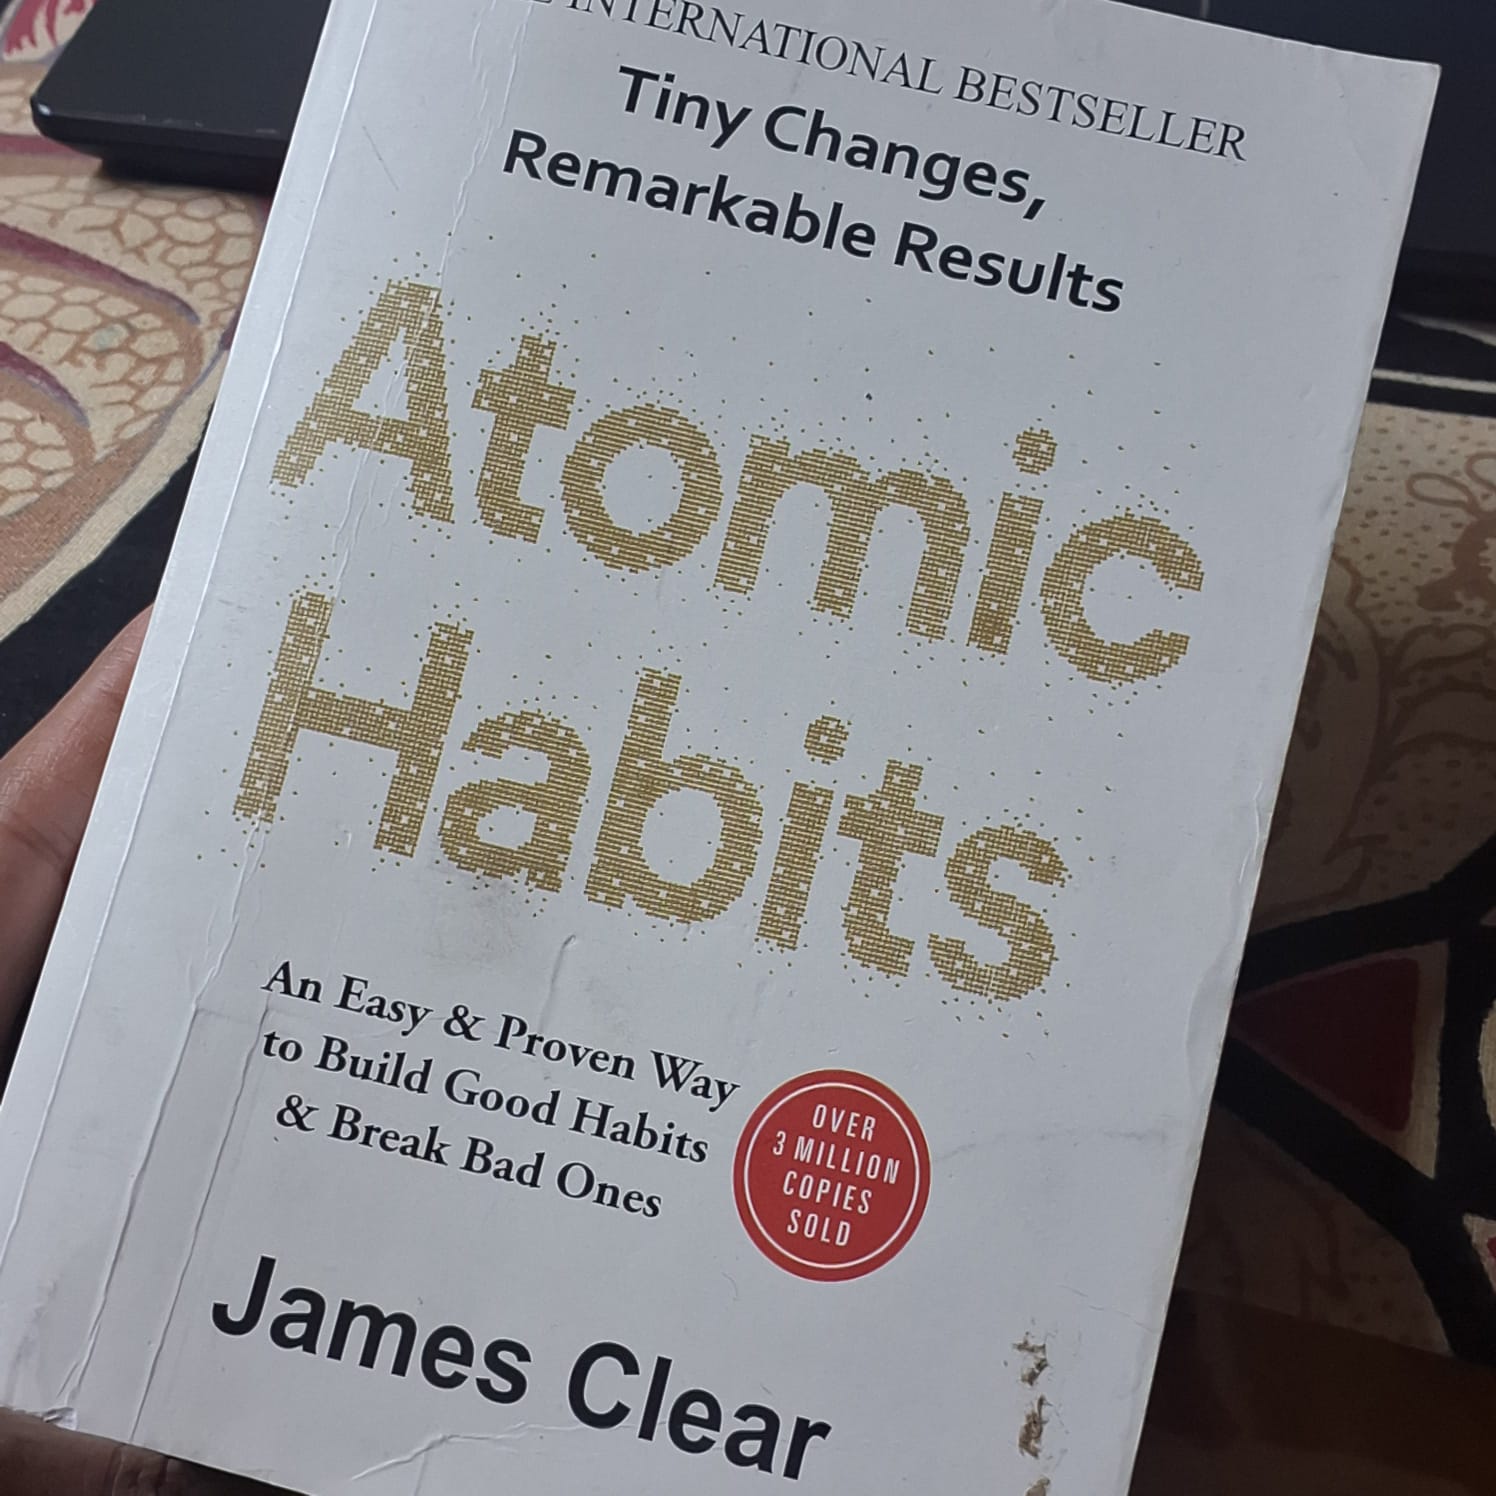 INTERNATIONAL BESTSELLER
Tiny Changes,
Remarkable Results
Atomic
Habits
An Easy & Proven Way
to Build Good Habits
& Break Bad Ones
OVER
3 MILLION
COPIES
SOLD
James Clear